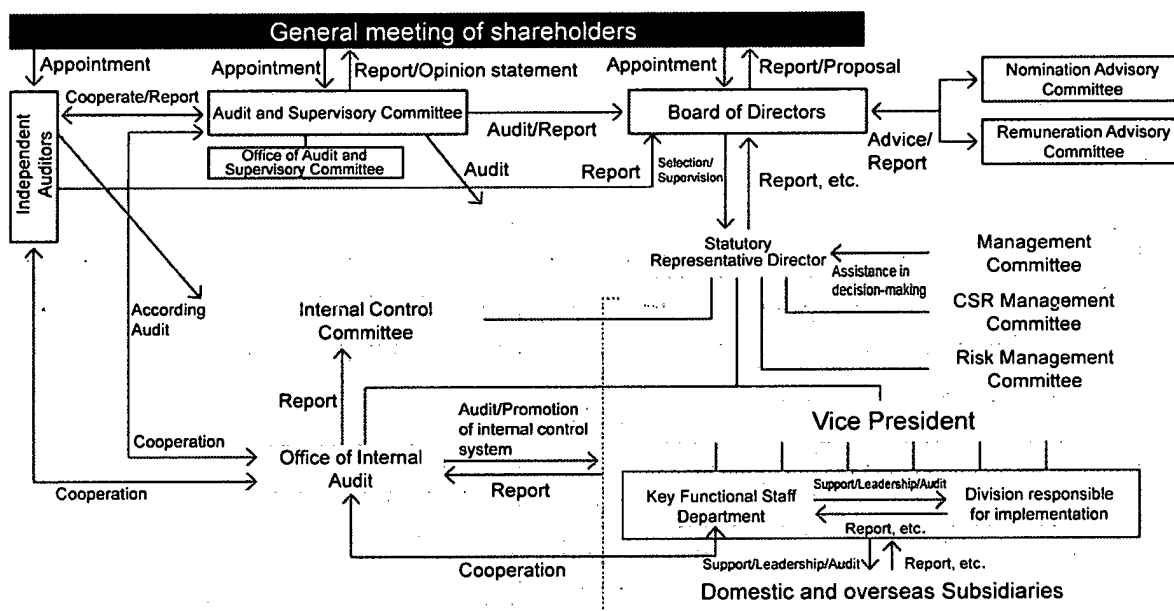 General meeting of shareholders
Appointment
Appointment
Report/Opinion statement
Appointment
Report/Proposal
Nomination Advisory
Committee
Cooperate/Report
Audit and Supervisory Committee
Audit/Report
Board of Directors
Advice/
Report
Remuneration Advisory
Committee
Independent
Auditors
Office of Audit and
Supervisory Committee
Audit
Report
Selection/
Supervision
Report, etc.
Statutory
Representative Director
Management
Committee
Assistance in
decision-making
According
Audit
Internal Control
Committee
CSR Management
Committee
Risk Management
Committee
Report
Audit/Promotion
of internal control
system
Vice President
Cooperation
Office of Internal
Audit
Report
Cooperation
Key Functional Staff
Department
Support/Leadership/Audit
Report, etc.
Division responsible
for implementation
Cooperation
Support/Leadership/Audit
Report, etc.
Domestic and overseas Subsidiaries